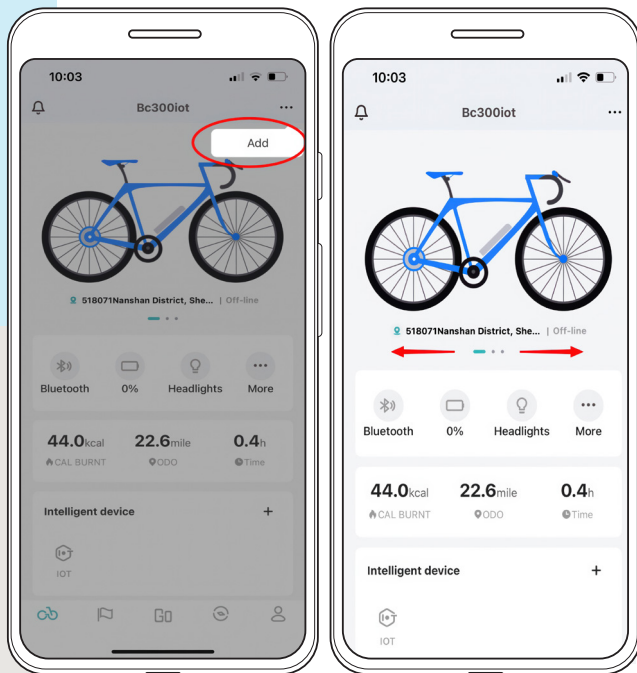 10:03
Bc300iot
Add
518071Nanshan District, She... | Off-line
Bluetooth 0% Headlights More
44.0kcal 22.6mile 0.4h
CAL BURNT ODO Time
Intelligent device +
IOT
GO
10:03
Bc300iot
518071Nanshan District, She... | Off-line
Bluetooth 0% Headlights More
44.0kcal 22.6mile 0.4h
CAL BURNT ODO Time
Intelligent device +
IOT